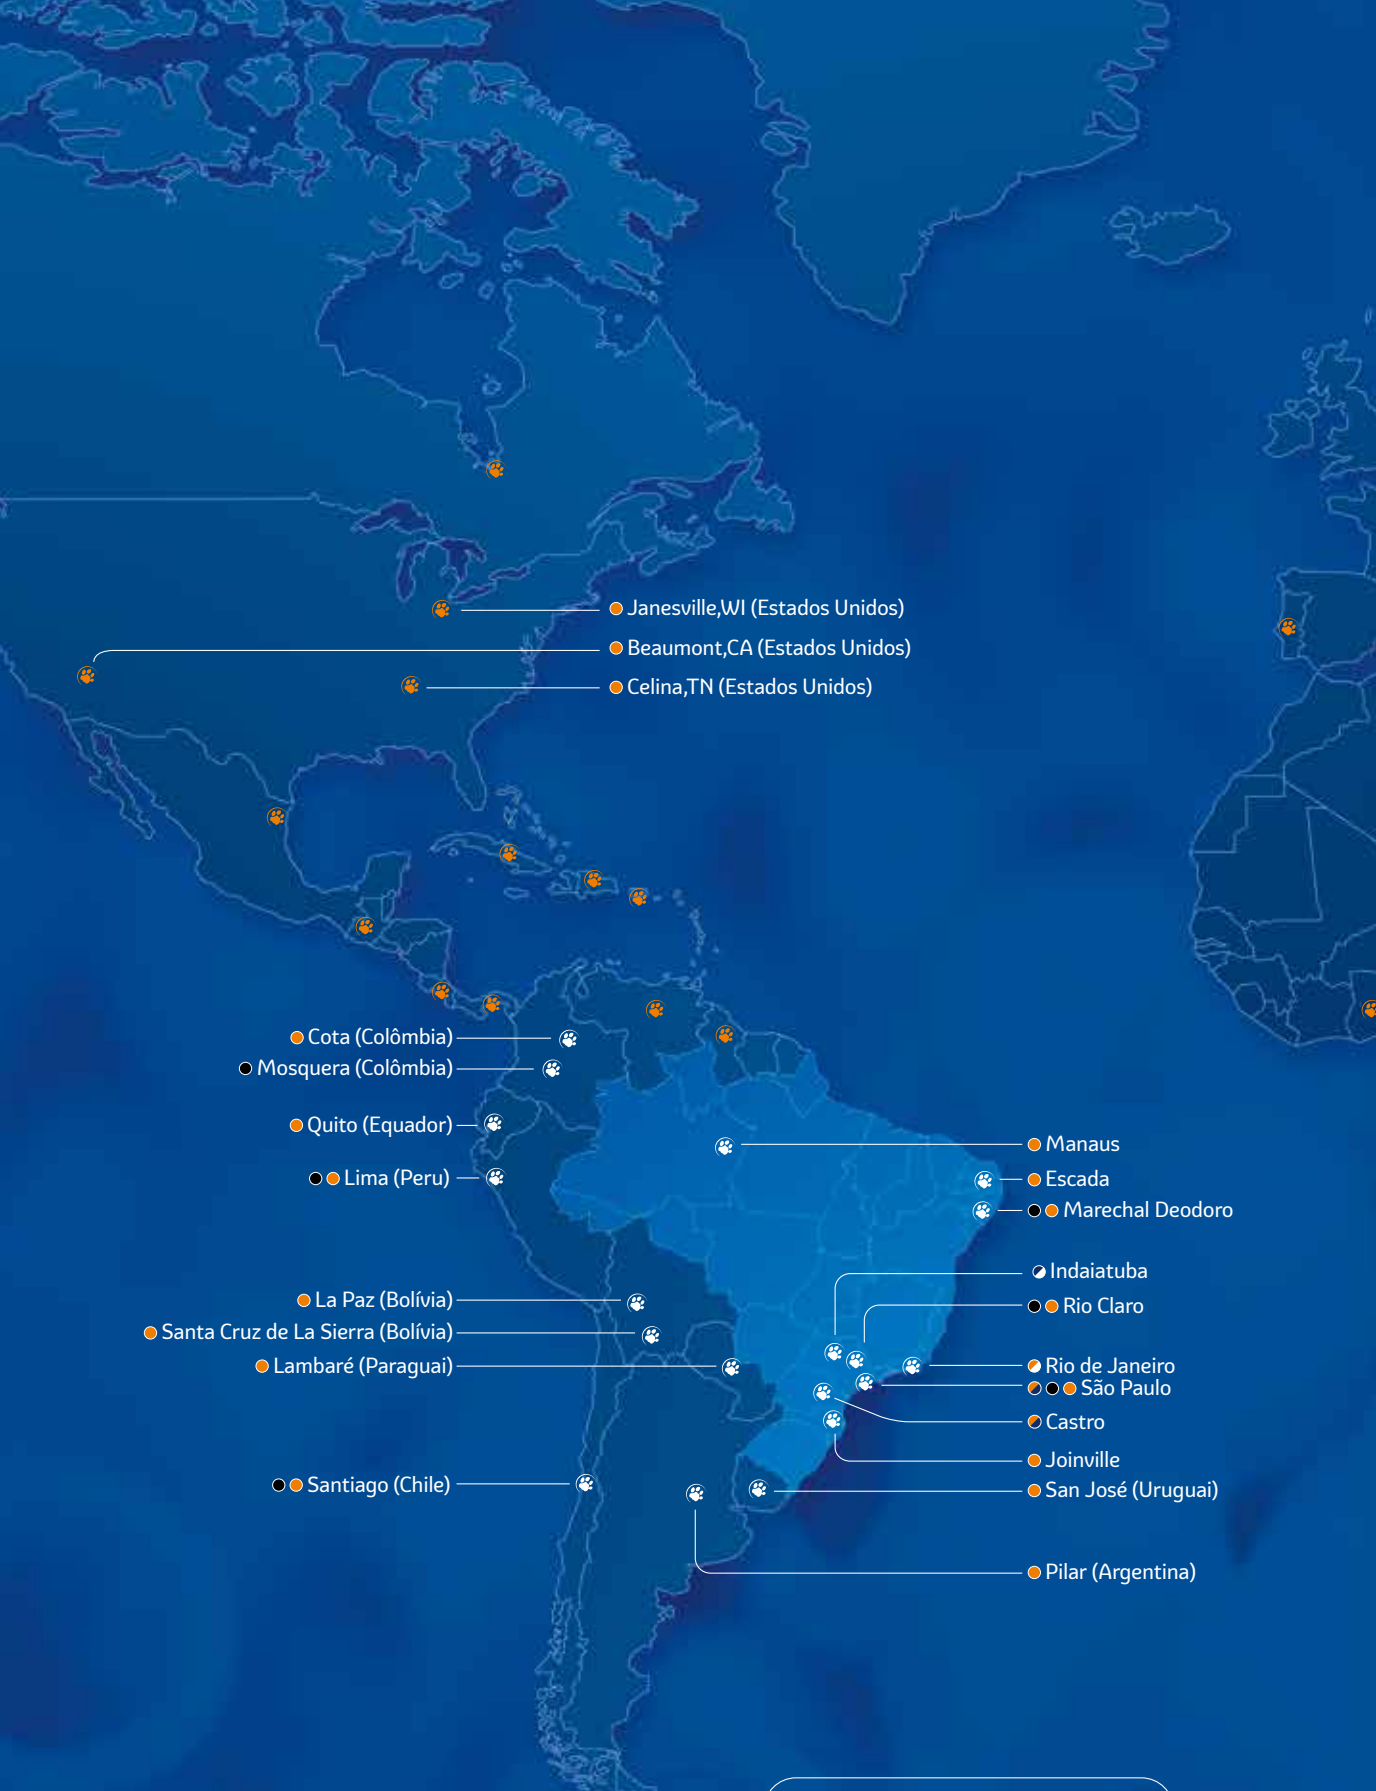 Janesville,WI (Estados Unidos)
Beaumont,CA (Estados Unidos)
Celina,TN (Estados Unidos)
Cota (Colômbia)
Mosquera (Colômbia)
Quito (Equador)
Lima (Peru)
Manaus
Escada
Marechal Deodoro
Indaiatuba
Rio Claro
La Paz (Bolívia)
Santa Cruz de La Sierra (Bolívia)
Lambaré (Paraguai)
Rio de Janeiro
São Paulo
Castro
Joinville
Santiago (Chile)
San José (Uruguai)
Pilar (Argentina)